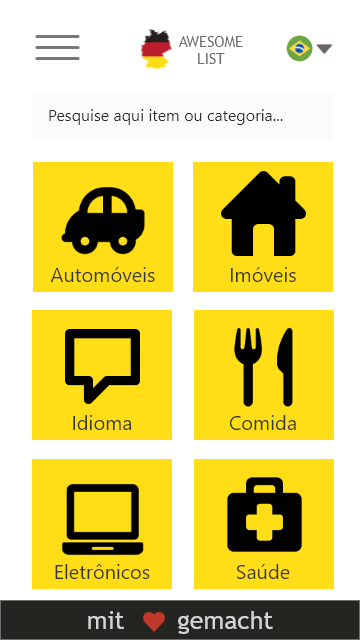 AWESOME
LIST
Pesquise aqui item ou categoria...
Automóveis
Imóveis
Idioma
Comida
Eletrônicos
Saúde
mit gemacht